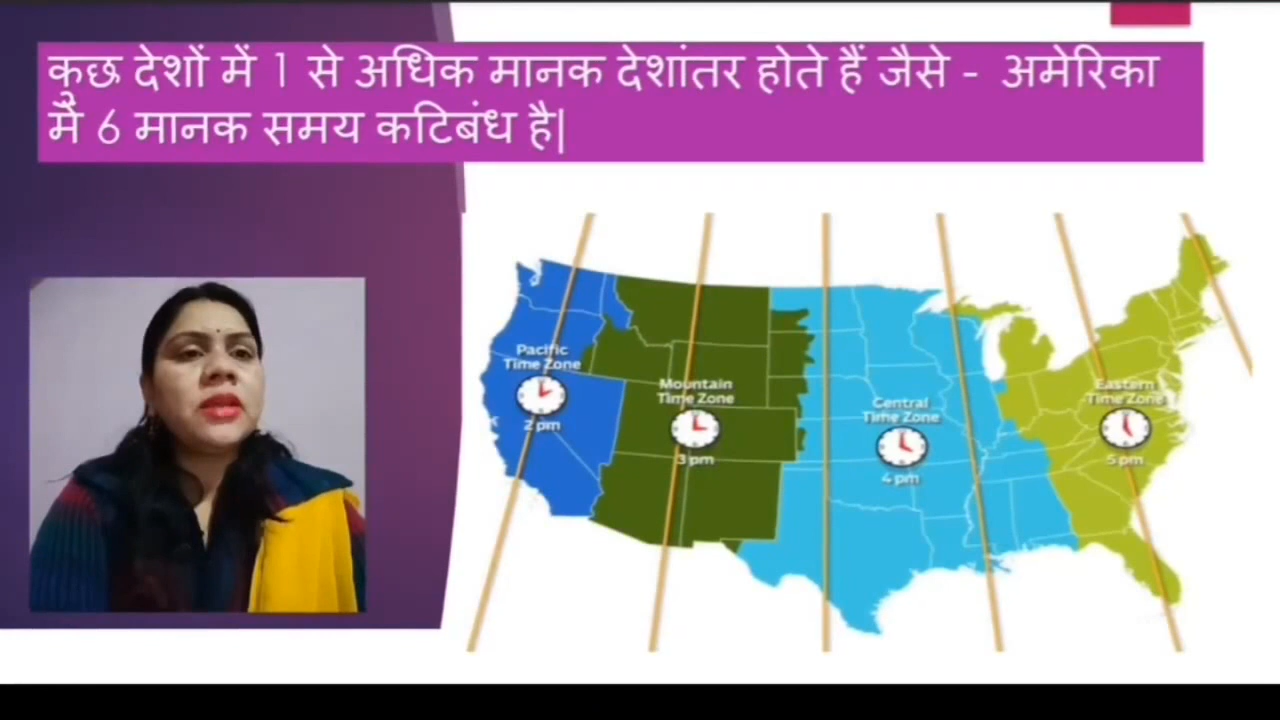 कुछ देशों में 1 से अधिक मानक देशांतर होते हैं जैसे - अमेरिका
में 6 मानक समय कटिबंध है|
Pacific
Time Zone
2 pm
Mountain
Time Zone
3 pm
Central
Time Zone
4 pm
Eastern
Time Zone
5 pm